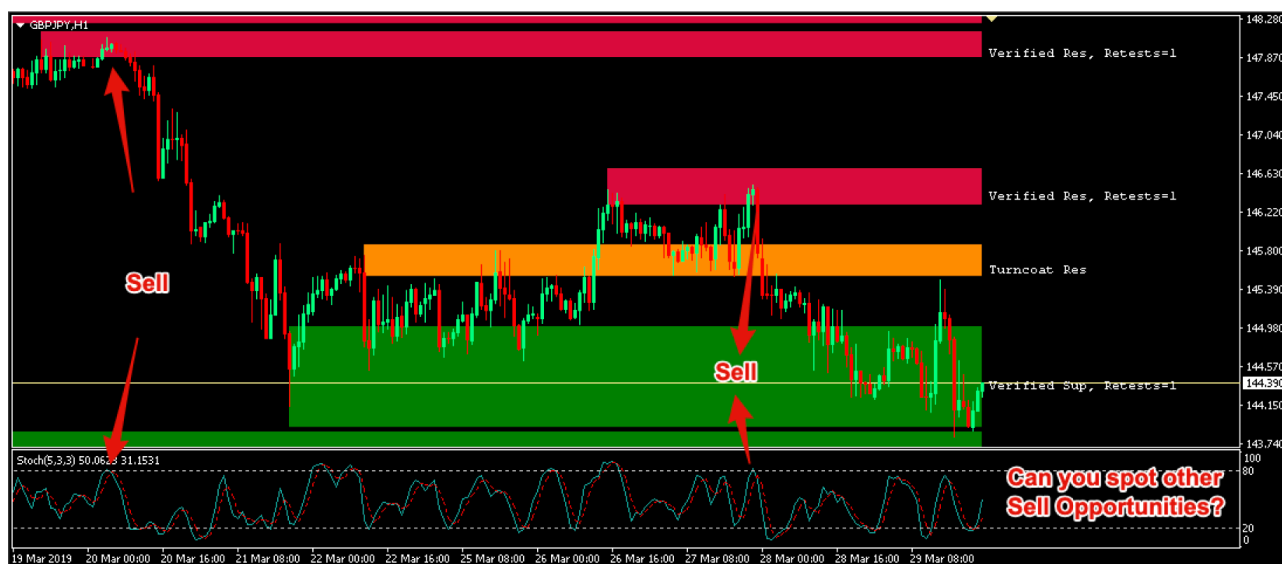 GBPJPY,H1
148.280
Verified Res, Retests=1
147.870
147.450
147.040
146.630
Verified Res, Retests=1
146.220
145.800
Turncoat Res
Sell
145.390
144.980
144.570
Sell
Verified Sup, Retests=1
144.390
144.150
143.740
Stoch(5,3,3) 50.0623 31.1531
100
80
Can you spot other
Sell Opportunities?
20
0
19 Mar 2019 20 Mar 00:00 20 Mar 16:00 21 Mar 08:00 22 Mar 00:00 22 Mar 16:00 25 Mar 08:00 26 Mar 00:00 26 Mar 16:00 27 Mar 08:00 28 Mar 00:00 28 Mar 16:00 29 Mar 08:00